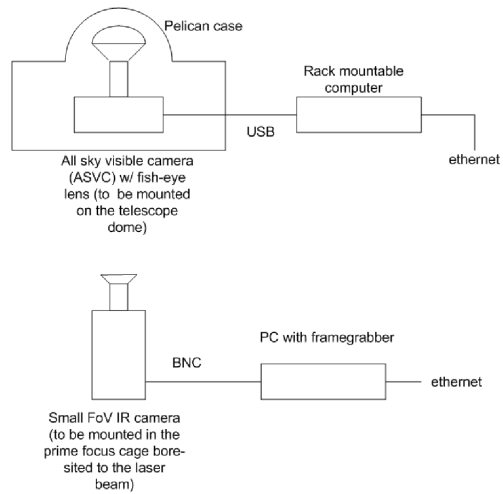 Pelican case
Rack mountable
computer
USB
ethernet
All sky visible camera
(ASVC) w/ fish-eye
lens (to be mounted
on the telescope
dome)
PC with framegrabber
BNC
ethernet
Small FoV IR camera
(to be mounted in the
prime focus cage bore-
sited to the laser
beam)